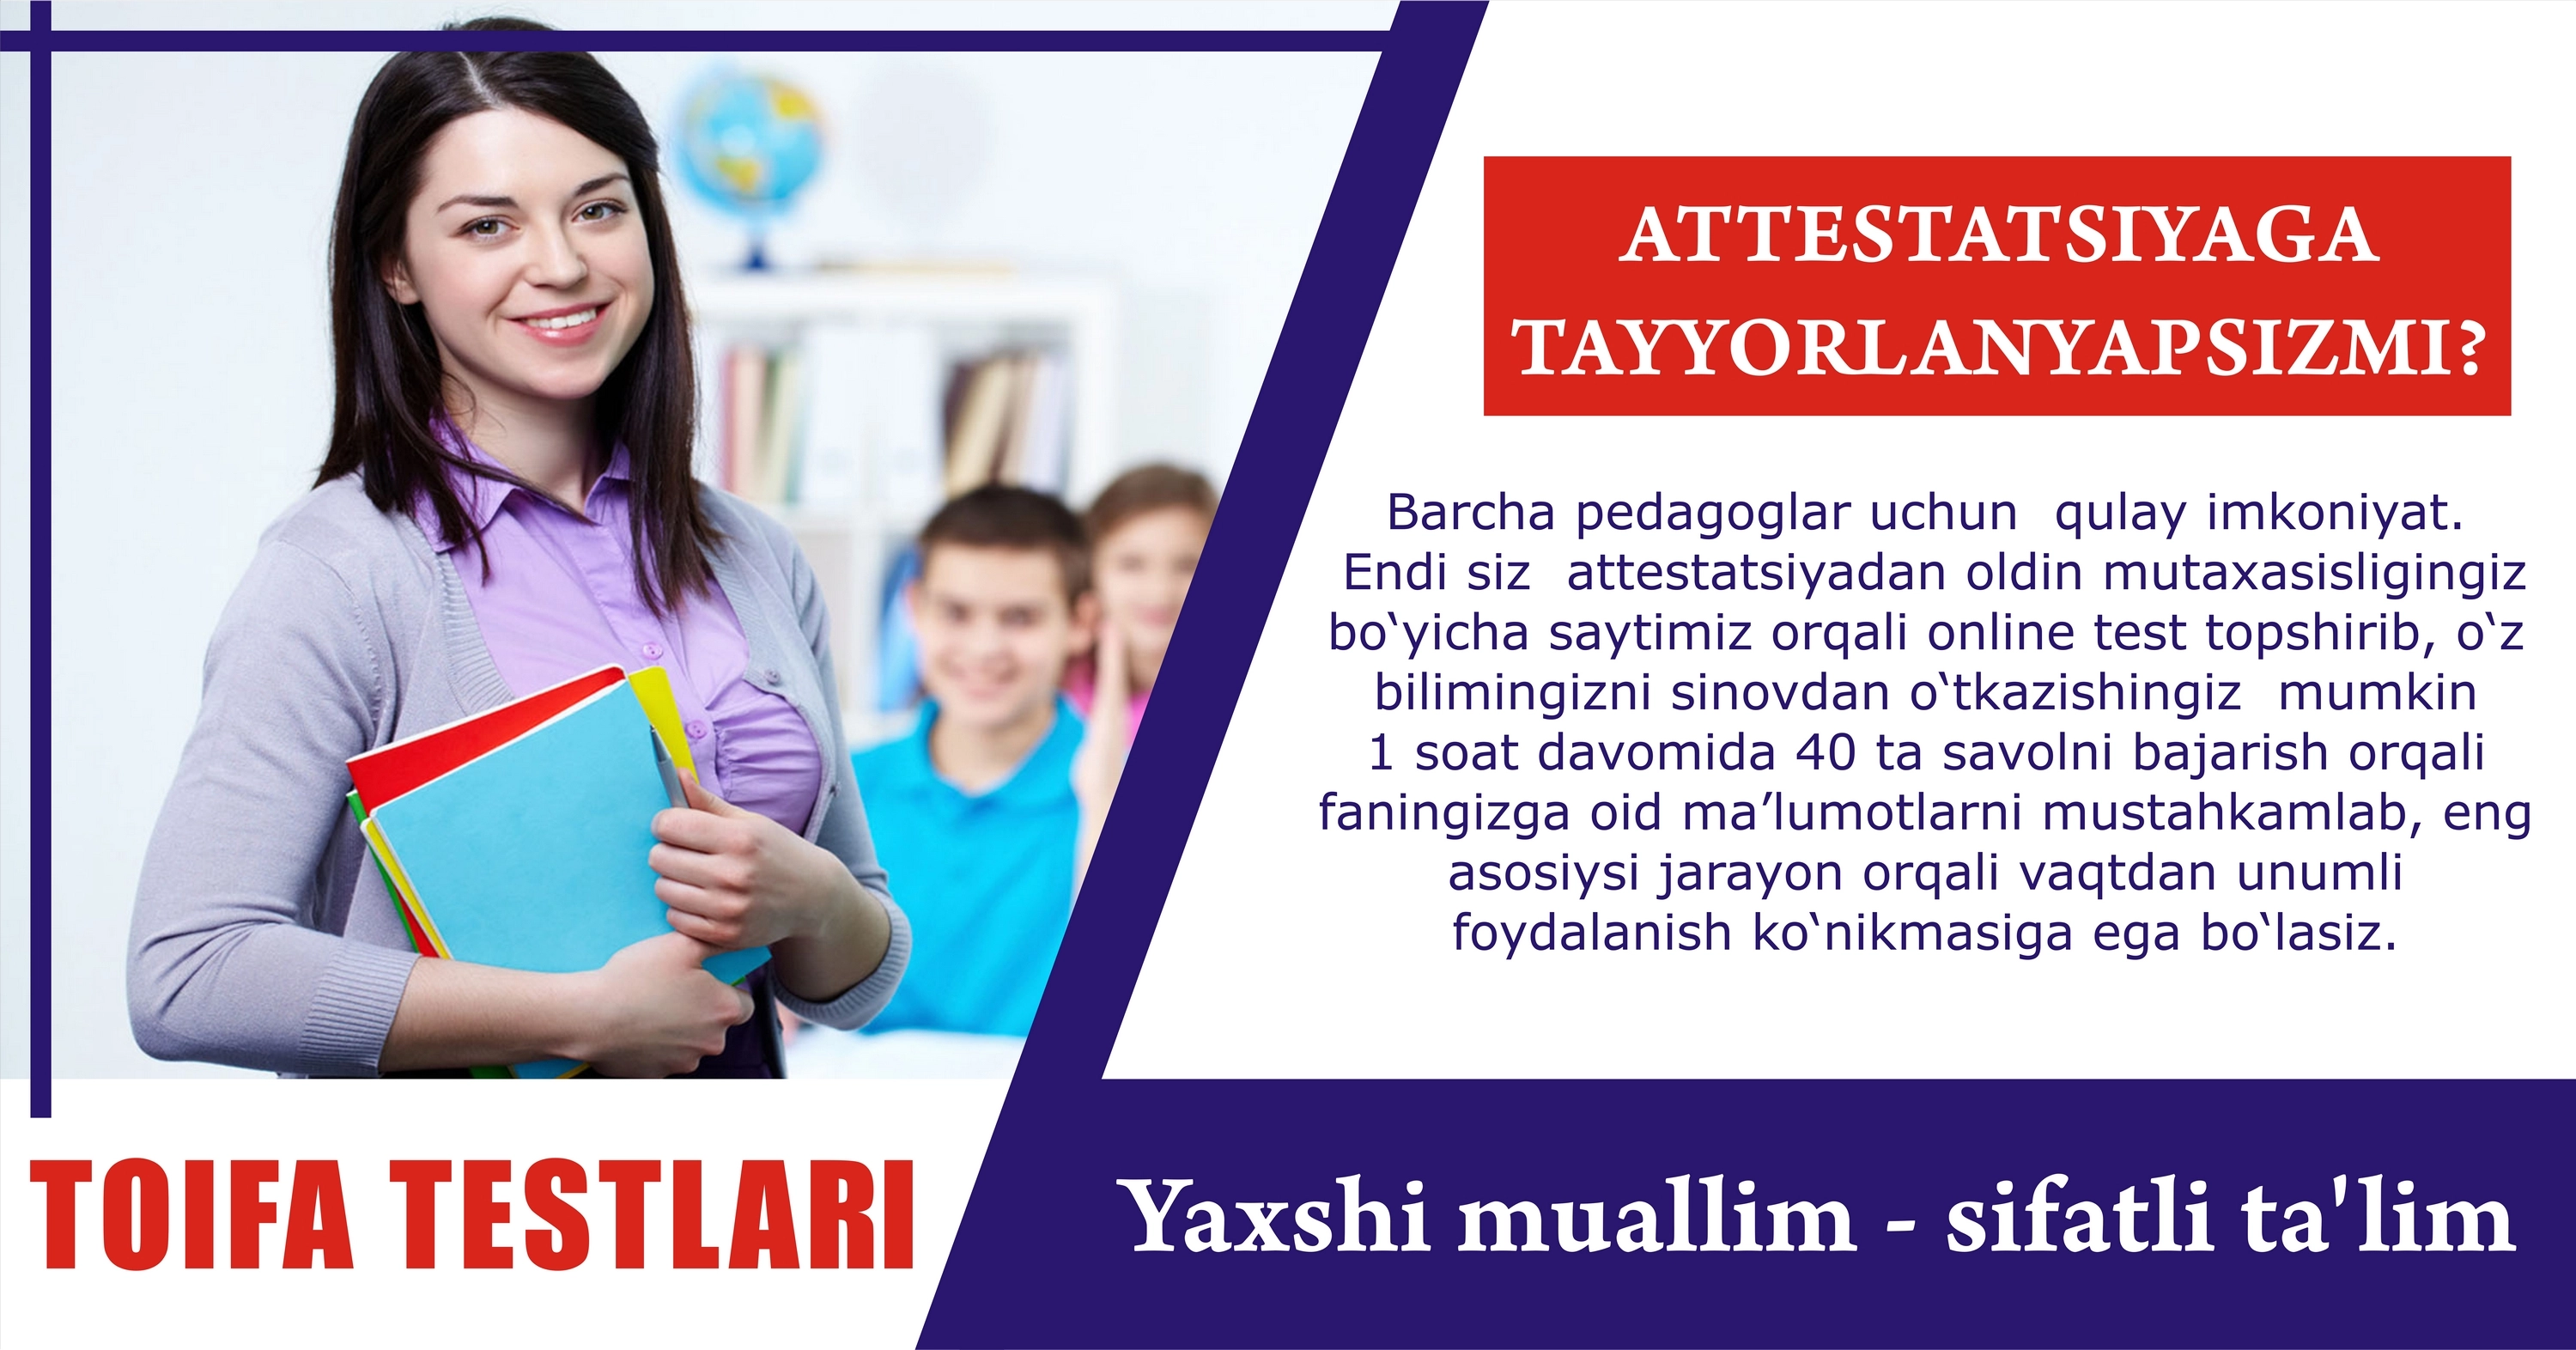 ATTESTATSIYAGA
TAYYORLANYAPSIZMI?
Barcha pedagoglar uchun  qulay imkoniyat.
Endi siz  attestatsiyadan oldin mutaxasisligingiz
bo‘yicha saytimiz orqali online test topshirib, o‘z
bilimingizni sinovdan o‘tkazishingiz  mumkin
1 soat davomida 40 ta savolni bajarish orqali
faningizga oid ma’lumotlarni mustahkamlab, eng
asosiysi jarayon orqali vaqtdan unumli
foydalanish ko‘nikmasiga ega bo‘lasiz.
TOIFA TESTLARI
Yaxshi muallim - sifatli ta'lim